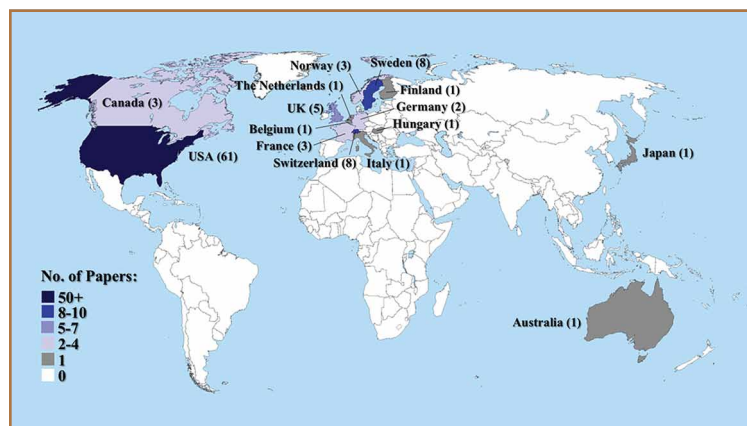 Norway (3)
Sweden (8)
The Netherlands (1)
Finland (1)
Canada (3)
UK (5)
Germany (2)
Belgium (1)
Hungary (1)
France (3)
USA (61)
Switzerland (8)
Italy (1)
Japan (1)
Australia (1)
No. of Papers:
50+
8-10
5-7
2-4
1
0